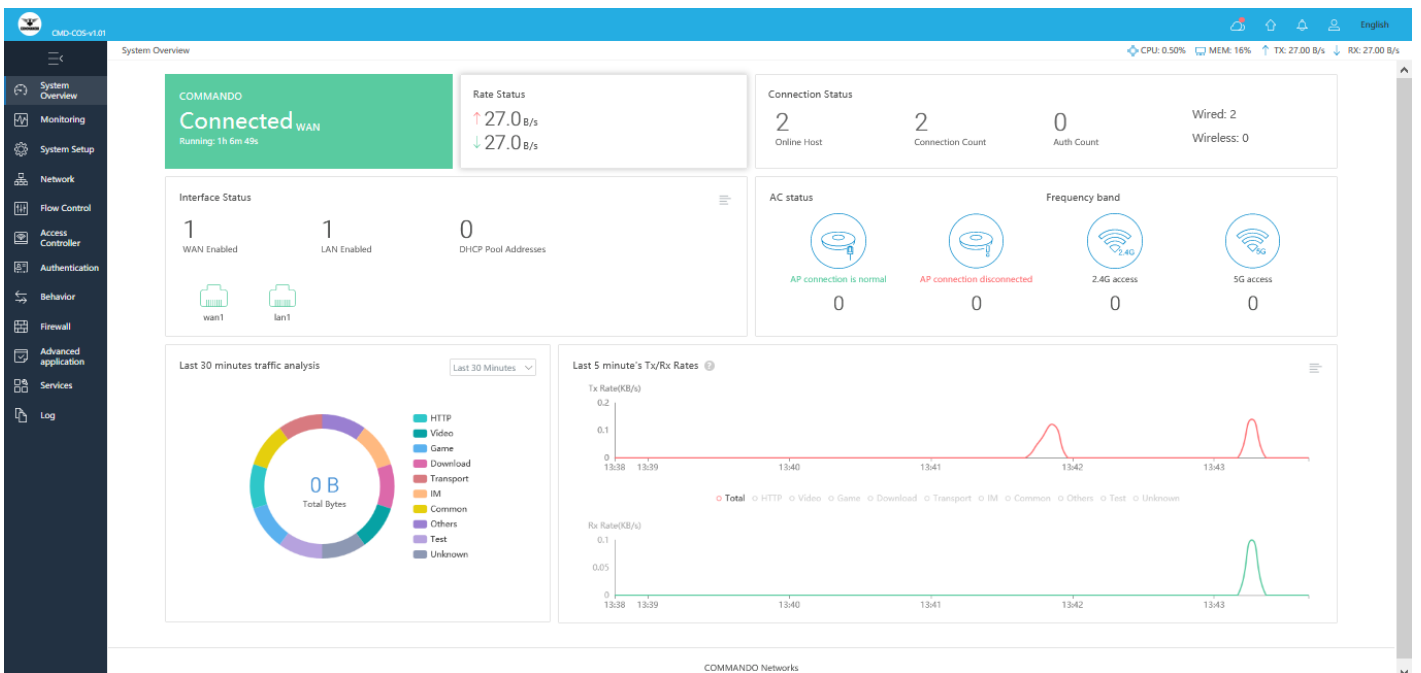 CMD-COS-v1.01
English
System Overview
CPU: 0.50% MEM: 16% TX: 27.00 B/s RX: 27.00 B/s
System Overview
Monitoring
System Setup
Network
Flow Control
Access Controller
Authentication
Behavior
Firewall
Advanced application
Services
Log
COMMANDO
Connected WAN
Running: 1h 6m 49s
Rate Status
↑ 27.0 B/s
↓ 27.0 B/s
Connection Status
2
Online Host
2
Connection Count
0
Auth Count
Wired: 2
Wireless: 0
Interface Status
1
WAN Enabled
1
LAN Enabled
0
DHCP Pool Addresses
wan1
lan1
AC status
Frequency band
2.4G
5G
AP connection is normal
AP connection disconnected
2.4G access
5G access
0
0
0
0
Last 30 minutes traffic analysis
Last 30 Minutes
0 B
Total Bytes
HTTP
Video
Game
Download
Transport
IM
Common
Others
Test
Unknown
Last 5 minute's Tx/Rx Rates ?
Tx Rate(KB/s)
0.2
0.1
0
13:38 13:39 13:40 13:41 13:42 13:43
Total HTTP Video Game Download Transport IM Common Others Test Unknown
Rx Rate(KB/s)
0.1
0.05
0
13:38 13:39 13:40 13:41 13:42 13:43
COMMANDO Networks